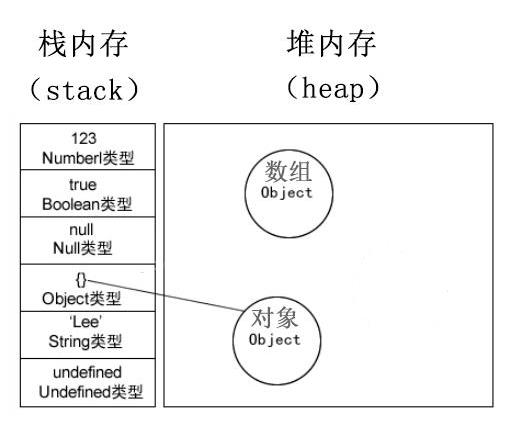 栈内存
（stack）
堆内存
（heap）
123
Numberl类型
true
Boolean类型
null
Null类型
{}
Object类型
‘Lee’
String类型
undefined
Undefined类型
数组
Object
对象
Object